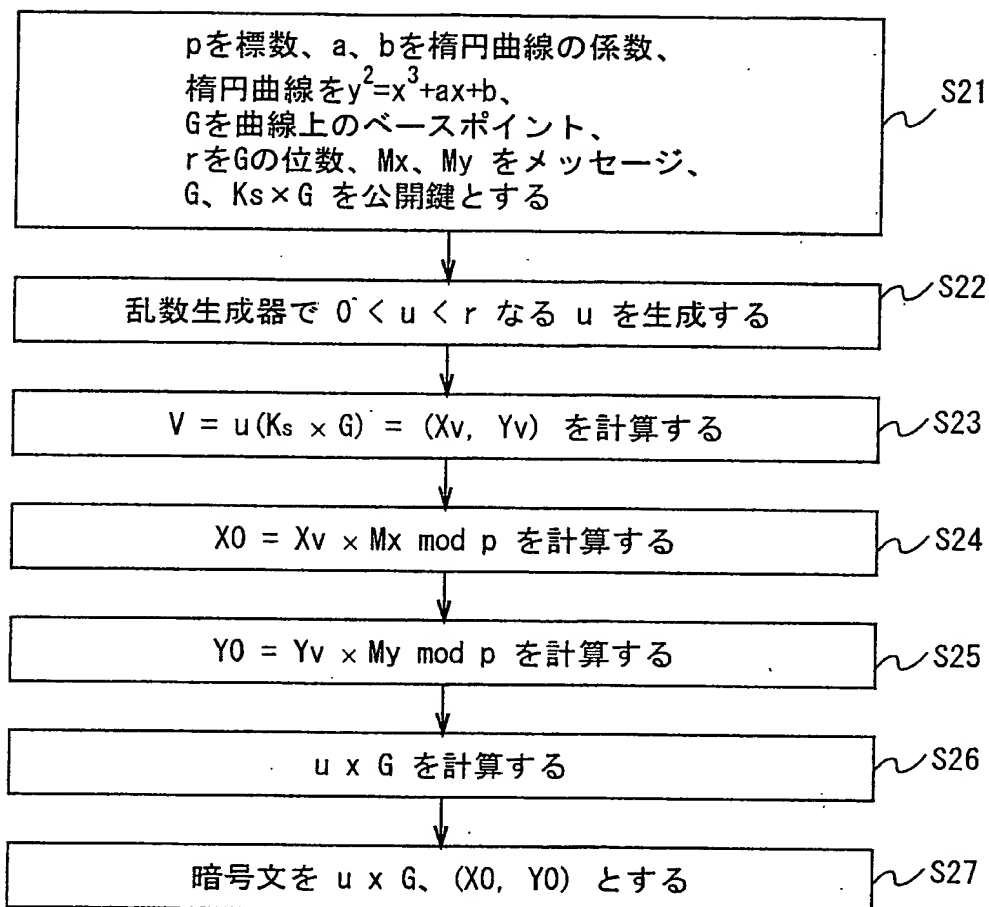 pを標数、a、bを楕円曲線の係数、
楕円曲線をy²=x³+ax+b、
Gを曲線上のベースポイント、
rをGの位数、Mx、My をメッセージ、
G、Ks×G を公開鍵とする
S21
乱数生成器で 0 < u < r なる u を生成する
S22
V = u(Ks × G) = (Xv, Yv) を計算する
S23
X0 = Xv × Mx mod p を計算する
S24
Y0 = Yv × My mod p を計算する
S25
u x G を計算する
S26
暗号文を u x G、(X0, Y0) とする
S27